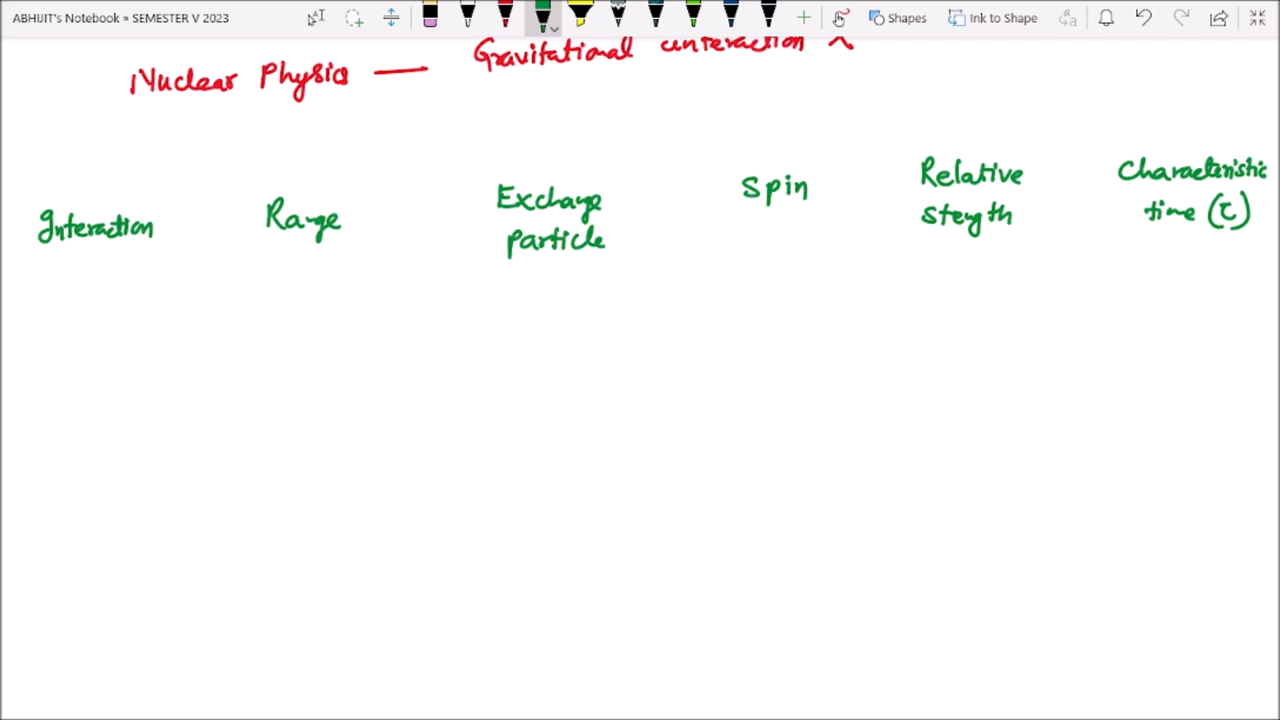 ABHIJIT's Notebook » SEMESTER V 2023
Shapes
Ink to Shape
Gravitational interaction
Nuclear Physics —
Interaction
Range
Exchange
particle
Spin
Relative
stength
Characteristic
time (τ)